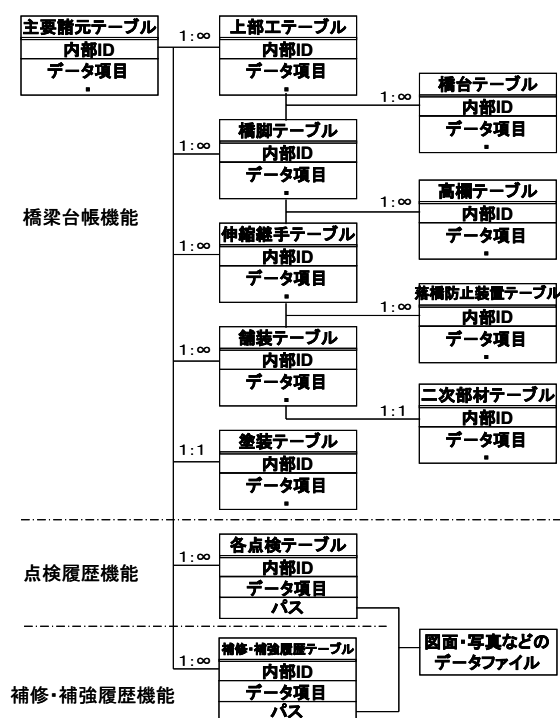 主要諸元テーブル
内部ID
データ項目
・
1:∞
上部工テーブル
内部ID
データ項目
・
1:∞
橋台テーブル
内部ID
データ項目
・
1:∞
橋脚テーブル
内部ID
データ項目
・
1:∞
高欄テーブル
内部ID
データ項目
・
橋梁台帳機能
1:∞
伸縮継手テーブル
内部ID
データ項目
・
1:∞
落橋防止装置テーブル
内部ID
データ項目
・
1:∞
舗装テーブル
内部ID
データ項目
・
1:1
二次部材テーブル
内部ID
データ項目
・
1:1
塗装テーブル
内部ID
データ項目
・
点検履歴機能
1:∞
各点検テーブル
内部ID
データ項目
パス
図面・写真などの
データファイル
補修・補強履歴機能
1:∞
補修・補強履歴テーブル
内部ID
データ項目
パス